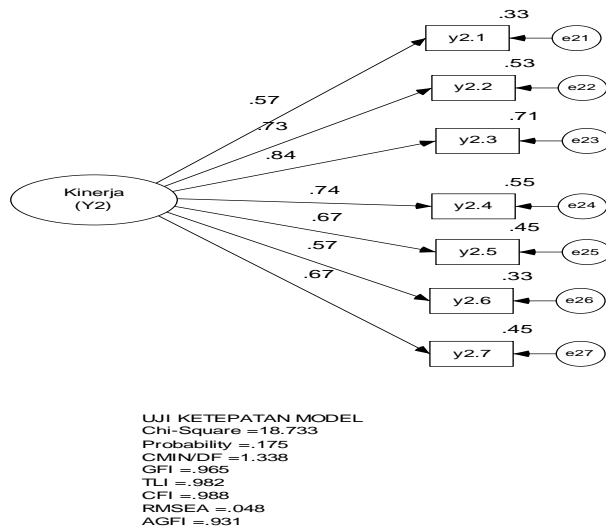 .33
y2.1
e21
.53
y2.2
e22
.57
.71
.73
y2.3
e23
.84
Kinerja
(Y2)
.74
.55
y2.4
e24
.67
.45
y2.5
e25
.57
.33
y2.6
e26
.67
.45
y2.7
e27
UJI KETEPATAN MODEL
Chi-Square =18.733
Probability =.175
CMIN/DF =1.338
GFI =.965
TLI =.982
CFI =.988
RMSEA =.048
AGFI =.931